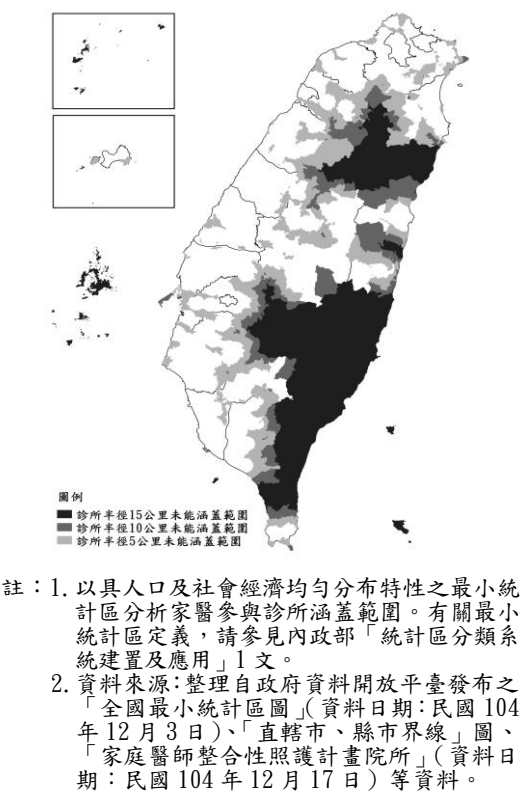 圖例
診所半徑15公里未能涵蓋範圍
診所半徑10公里未能涵蓋範圍
診所半徑5公里未能涵蓋範圍
註：1.以具人口及社會經濟均勻分布特性之最小統
計區分析家醫參與診所涵蓋範圍。有關最小
統計區定義，請參見內政部「統計區分類系
統建置及應用」1文。
2.資料來源:整理自政府資料開放平臺發布之
「全國最小統計區圖」(資料日期:民國104
年12月3日)、「直轄市、縣市界線」圖、
「家庭醫師整合性照護計畫院所」(資料日
期：民國104年12月17日)等資料。